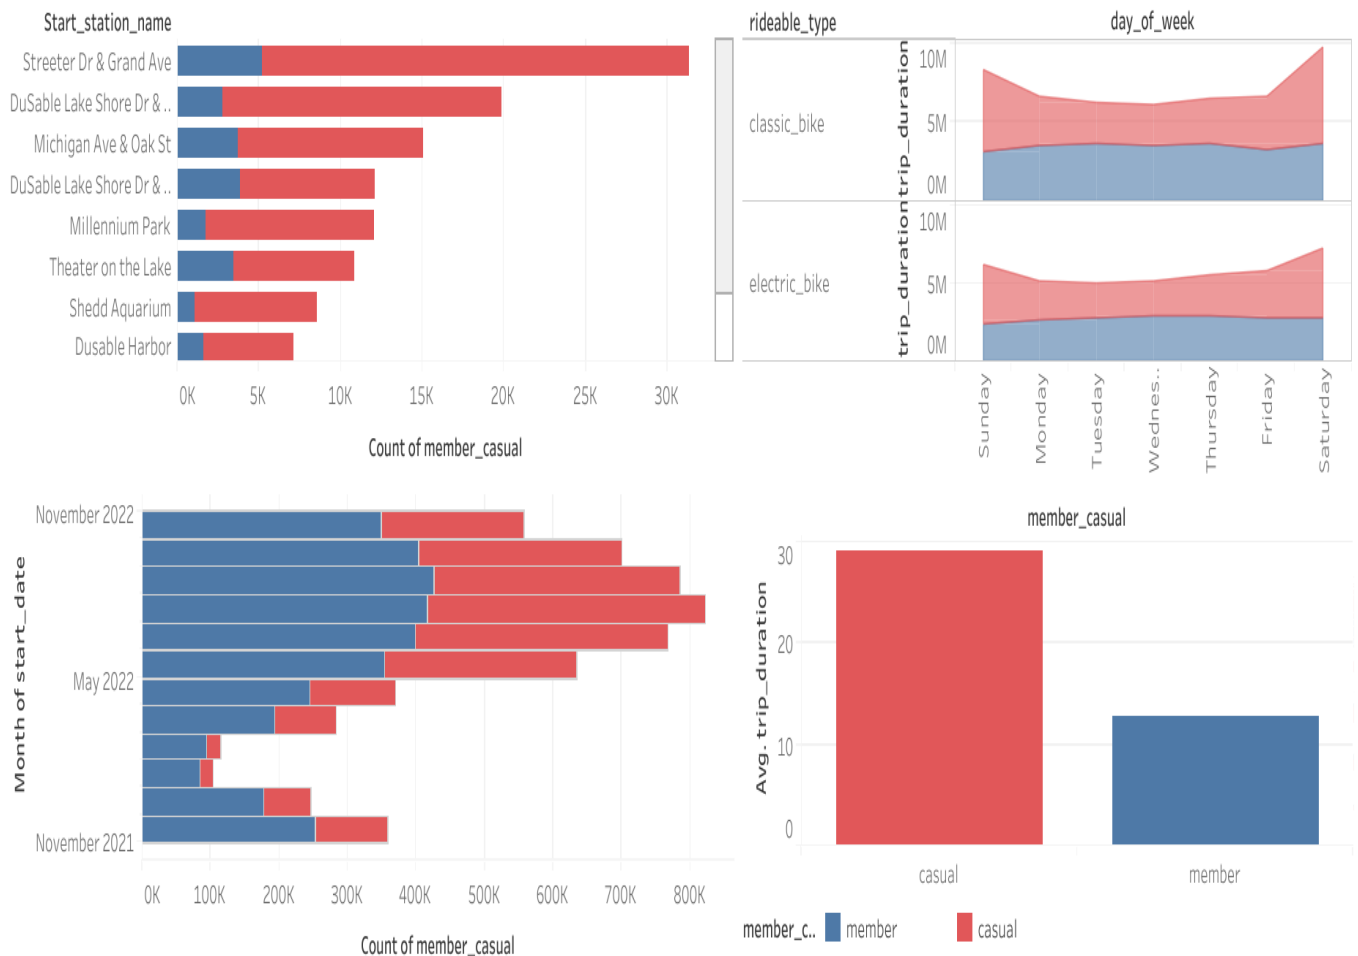 Start_station_name
Streeter Dr & Grand Ave
DuSable Lake Shore Dr & ..
Michigan Ave & Oak St
DuSable Lake Shore Dr & ..
Millennium Park
Theater on the Lake
Shedd Aquarium
Dusable Harbor
0K 5K 10K 15K 20K 25K 30K
Count of member_casual
rideable_type day_of_week
classic_bike
trip_duration
10M
5M
0M
electric_bike
trip_duration
10M
5M
0M
Sunday
Monday
Tuesday
Wednes..
Thursday
Friday
Saturday
Month of start_date
November 2022
May 2022
November 2021
0K 100K 200K 300K 400K 500K 600K 700K 800K
Count of member_casual
member_casual
Avg. trip_duration
30
20
10
0
casual member
member_c.. member casual